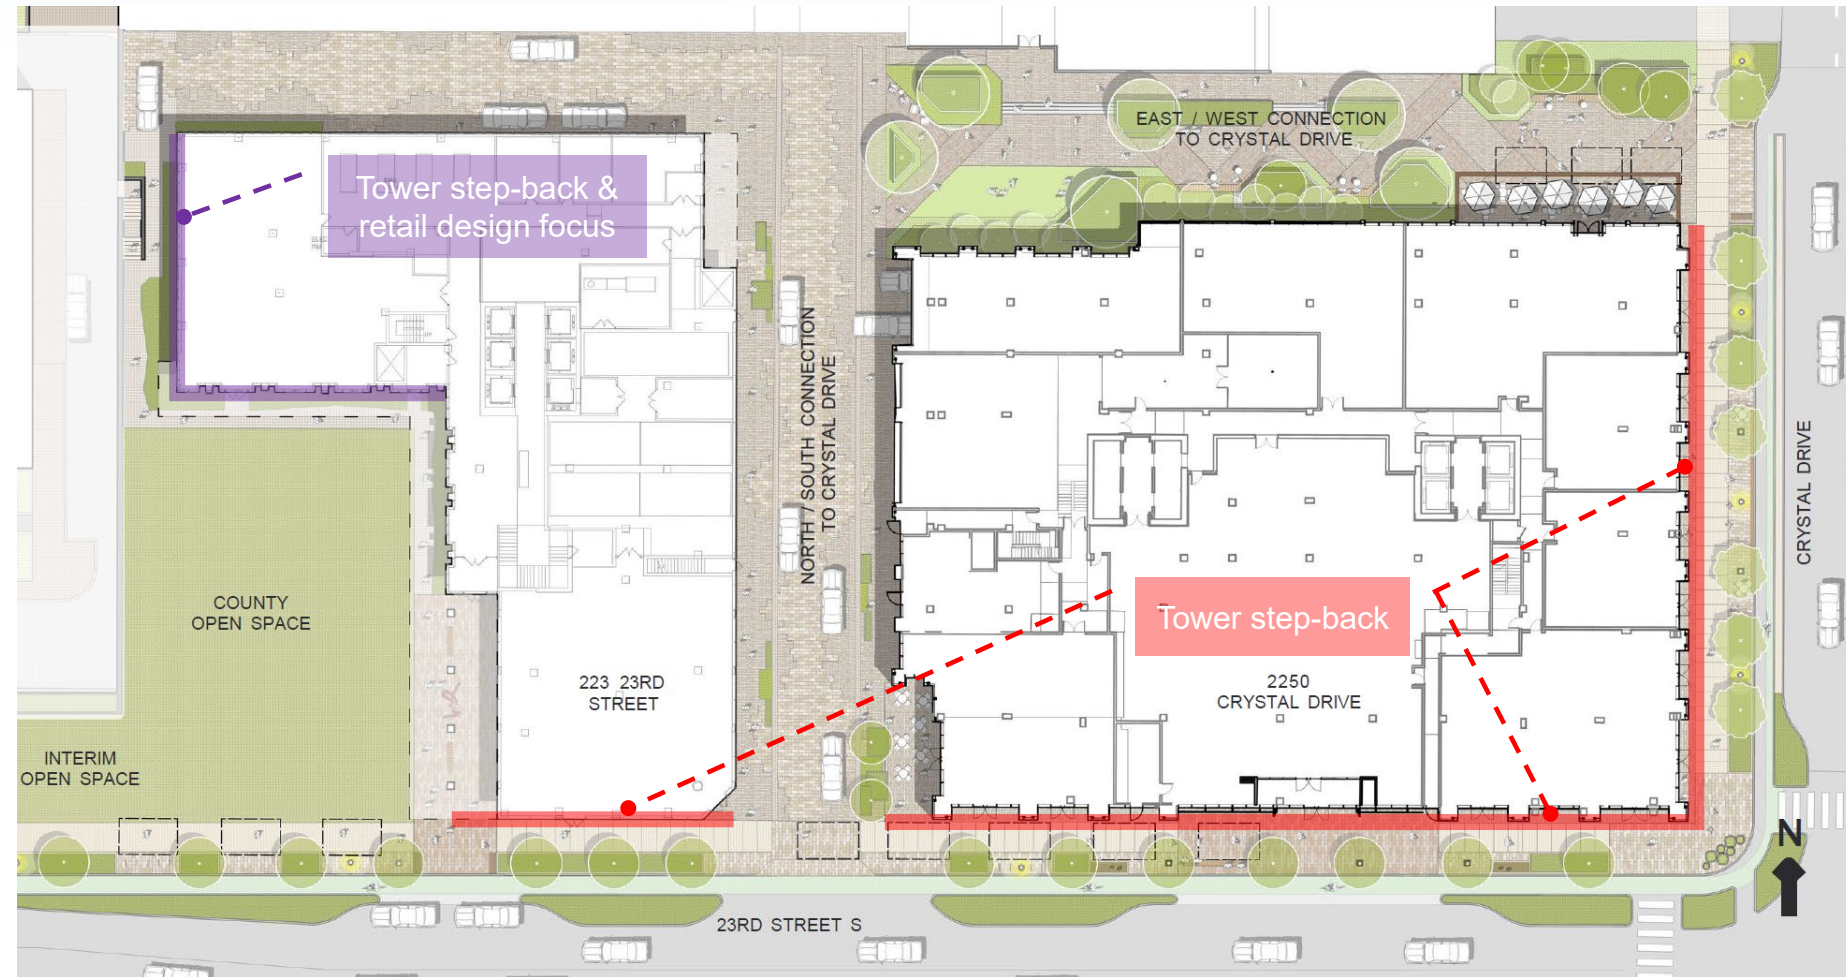 EAST / WEST CONNECTION
TO CRYSTAL DRIVE
Tower step-back &
retail design focus
NORTH / SOUTH CONNECTION
TO CRYSTAL DRIVE
CRYSTAL DRIVE
COUNTY
OPEN SPACE
Tower step-back
223 23RD
STREET
2250
CRYSTAL DRIVE
INTERIM
OPEN SPACE
N
23RD STREET S